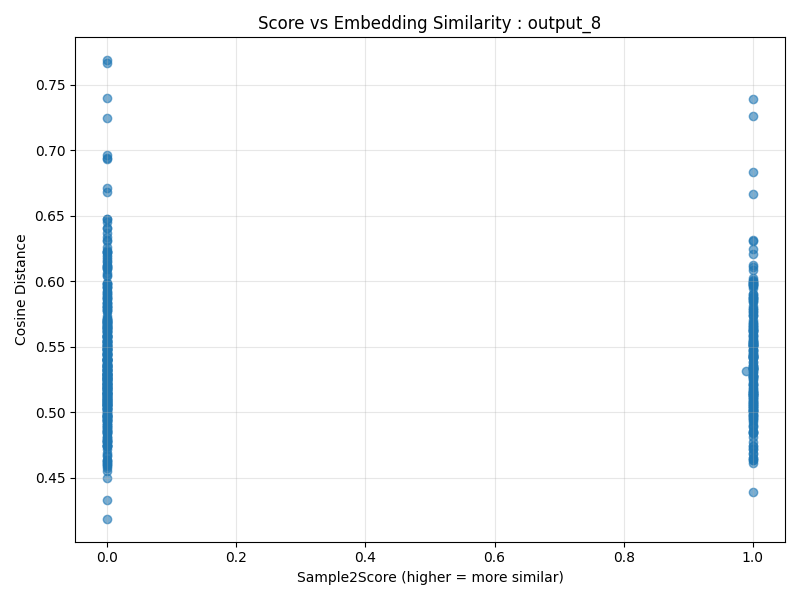 Score vs Embedding Similarity : output_8
Cosine Distance
0.75
0.70
0.65
0.60
0.55
0.50
0.45
0.0 0.2 0.4 0.6 0.8 1.0
Sample2Score (higher = more similar)